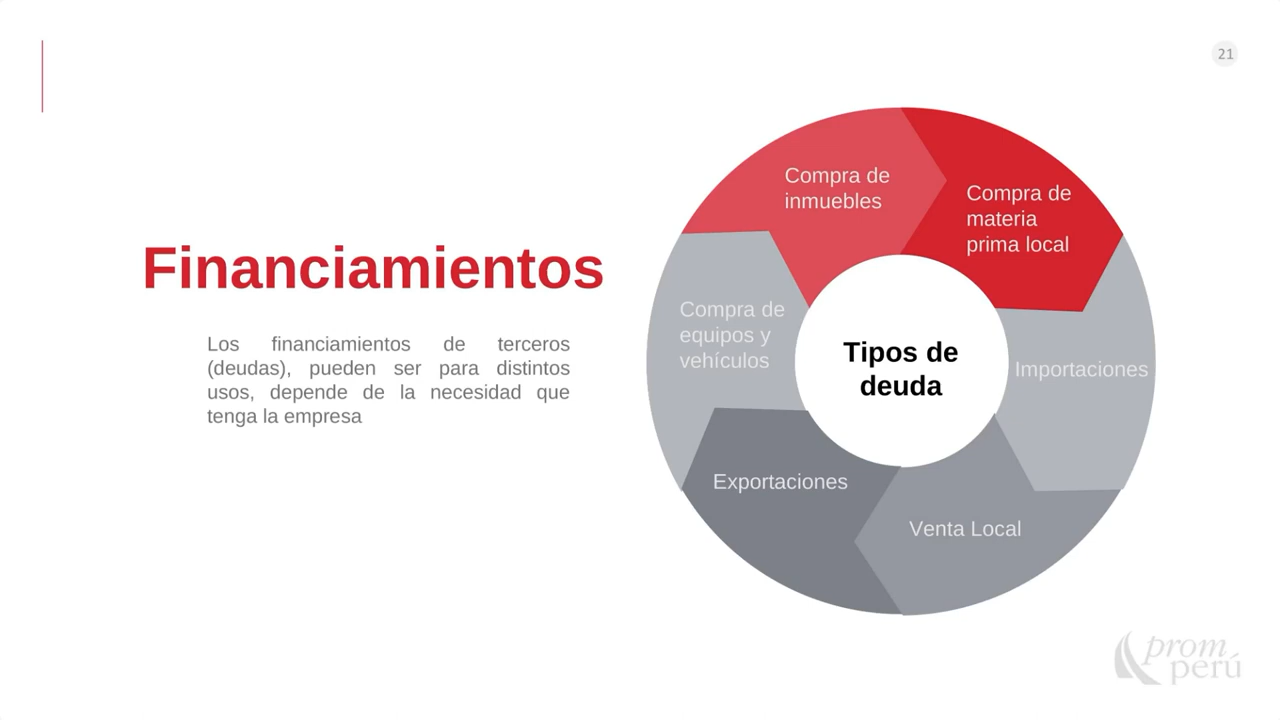 21
Financiamientos
Los financiamientos de terceros
(deudas), pueden ser para distintos
usos, depende de la necesidad que
tenga la empresa
Compra de
inmuebles
Compra de
materia
prima local
Importaciones
Venta Local
Exportaciones
Compra de
equipos y
vehículos
Tipos de
deuda
prom
perú